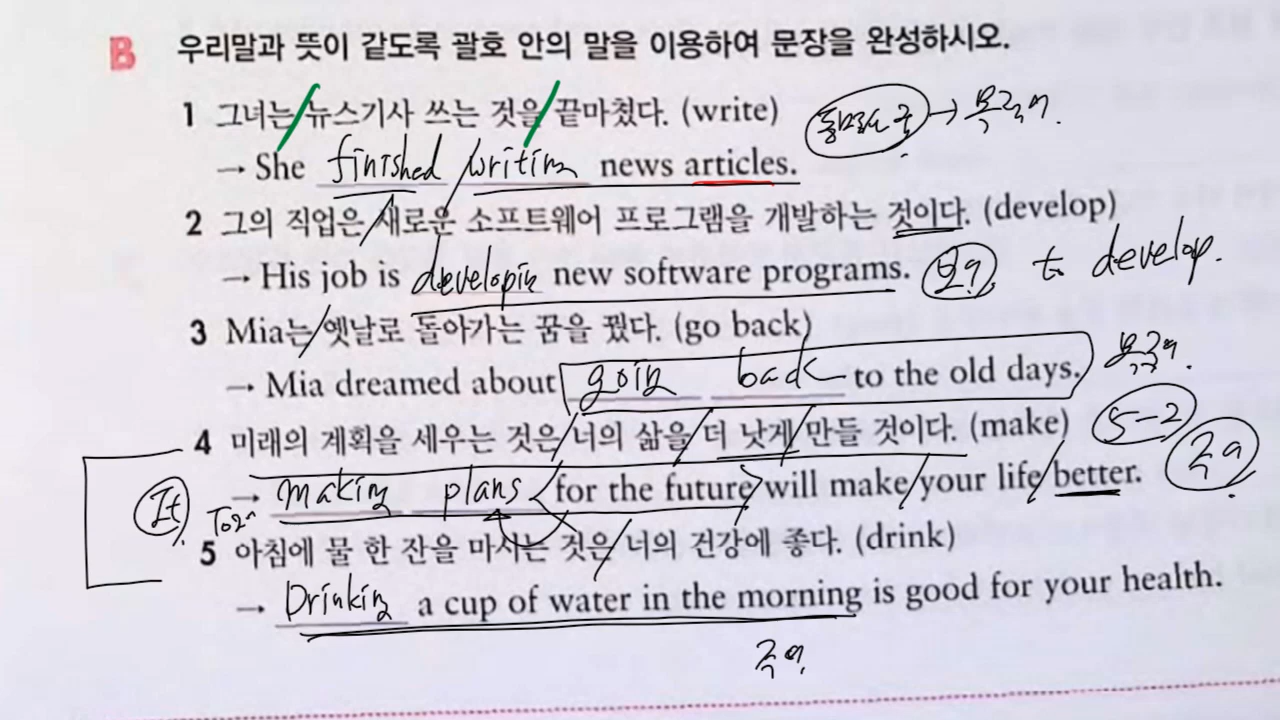 B 우리말과 뜻이 같도록 괄호 안의 말을 이용하여 문장을 완성하시오.
1 그녀는 뉴스기사 쓰는 것을 끝마쳤다. (write)
→ 목적어.
→ She finished writing news articles.
2 그의 직업은 새로운 소프트웨어 프로그램을 개발하는 것이다. (develop)
→ His job is developing new software programs. 보어 to develop.
3 Mia는 옛날로 돌아가는 꿈을 꿨다. (go back)
→ Mia dreamed about going back to the old days. 목적어.
4 미래의 계획을 세우는 것은 너의 삶을 더 낫게 만들 것이다. (make) 5-2
It → making plans for the future will make your life better. 주어
5 아침에 물 한 잔을 마시는 것은 너의 건강에 좋다. (drink)
→ Drinking a cup of water in the morning is good for your health.
주어.